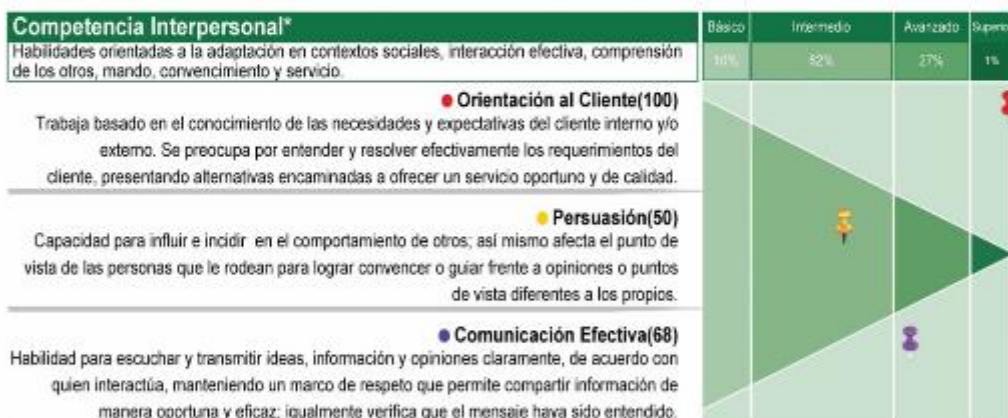 Competencia Interpersonal*
Básico Intermedio Avanzado Superio
Habilidades orientadas a la adaptación en contextos sociales, interacción efectiva, comprensión
de los otros, mando, convencimiento y servicio.
10% 62% 27% 1%
Orientación al Cliente(100)
Trabaja basado en el conocimiento de las necesidades y expectativas del cliente interno y/o
externo. Se preocupa por entender y resolver efectivamente los requerimientos del
cliente, presentando alternativas encaminadas a ofrecer un servicio oportuno y de calidad.
Persuasión(50)
Capacidad para influir e incidir en el comportamiento de otros; así mismo afecta el punto de
vista de las personas que le rodean para lograr convencer o guiar frente a opiniones o puntos
de vista diferentes a los propios.
Comunicación Efectiva(68)
Habilidad para escuchar y transmitir ideas, información y opiniones claramente, de acuerdo con
quien interactúa, manteniendo un marco de respeto que permite compartir información de
manera oportuna y eficaz; igualmente verifica que el mensaje haya sido entendido.